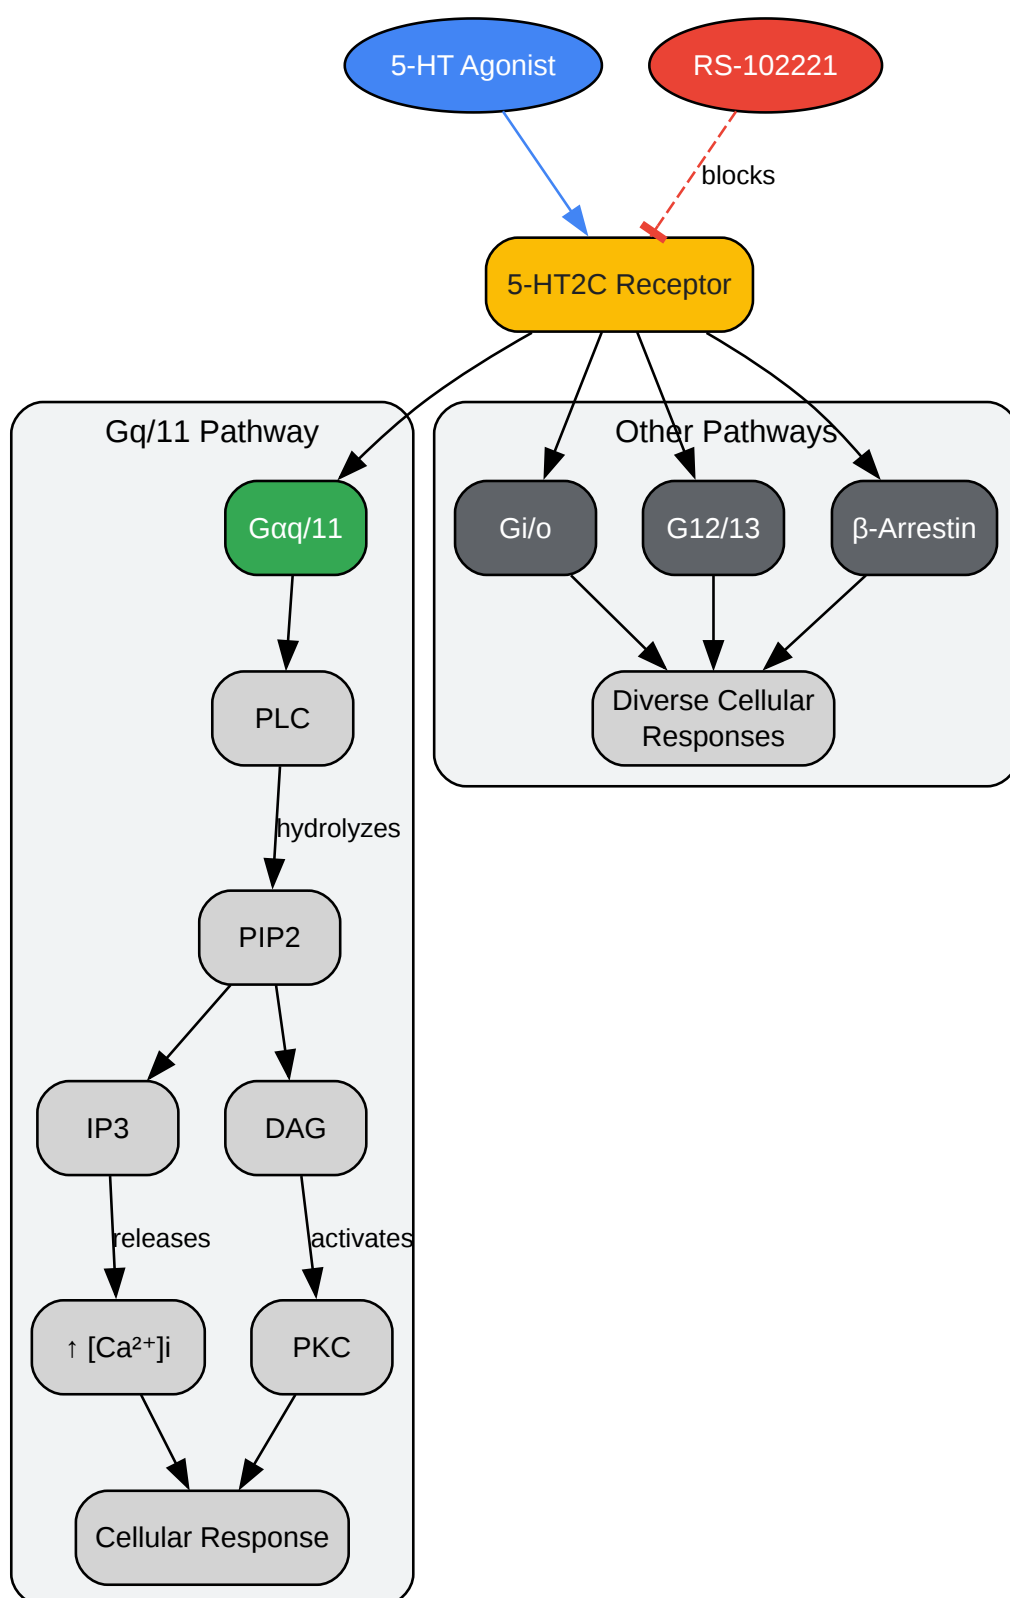 5-HT Agonist
RS-102221
blocks
5-HT2C Receptor
Gq/11 Pathway
Other Pathways
Gαq/11
Gi/o
G12/13
β-Arrestin
PLC
Diverse Cellular
Responses
hydrolyzes
PIP2
IP3
DAG
releases
activates
↑ [Ca²⁺]i
PKC
Cellular Response